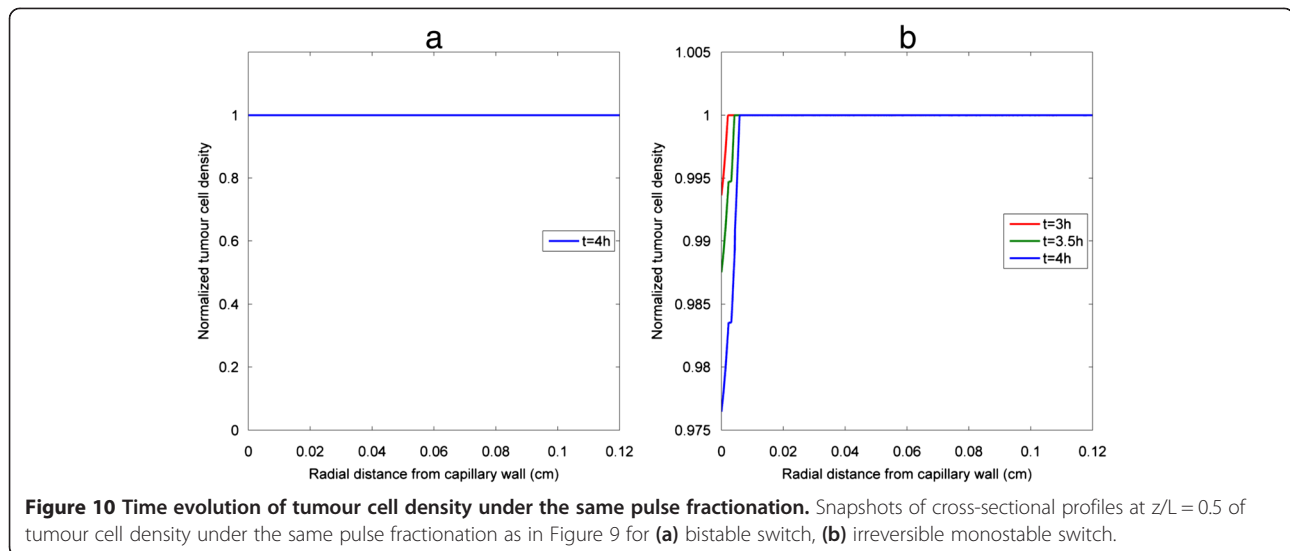 a
Normalized tumour cell density
1
0.8
0.6
0.4
0.2
0
0 0.02 0.04 0.06 0.08 0.1 0.12
Radial distance from capillary wall (cm)
t=4h
b
Normalized tumour cell density
1.005
1
0.995
0.99
0.985
0.98
0.975
0 0.02 0.04 0.06 0.08 0.1 0.12
Radial distance from capillary wall (cm)
t=3h
t=3.5h
t=4h
Figure 10 Time evolution of tumour cell density under the same pulse fractionation. Snapshots of cross-sectional profiles at z/L = 0.5 of
tumour cell density under the same pulse fractionation as in Figure 9 for (a) bistable switch, (b) irreversible monostable switch.